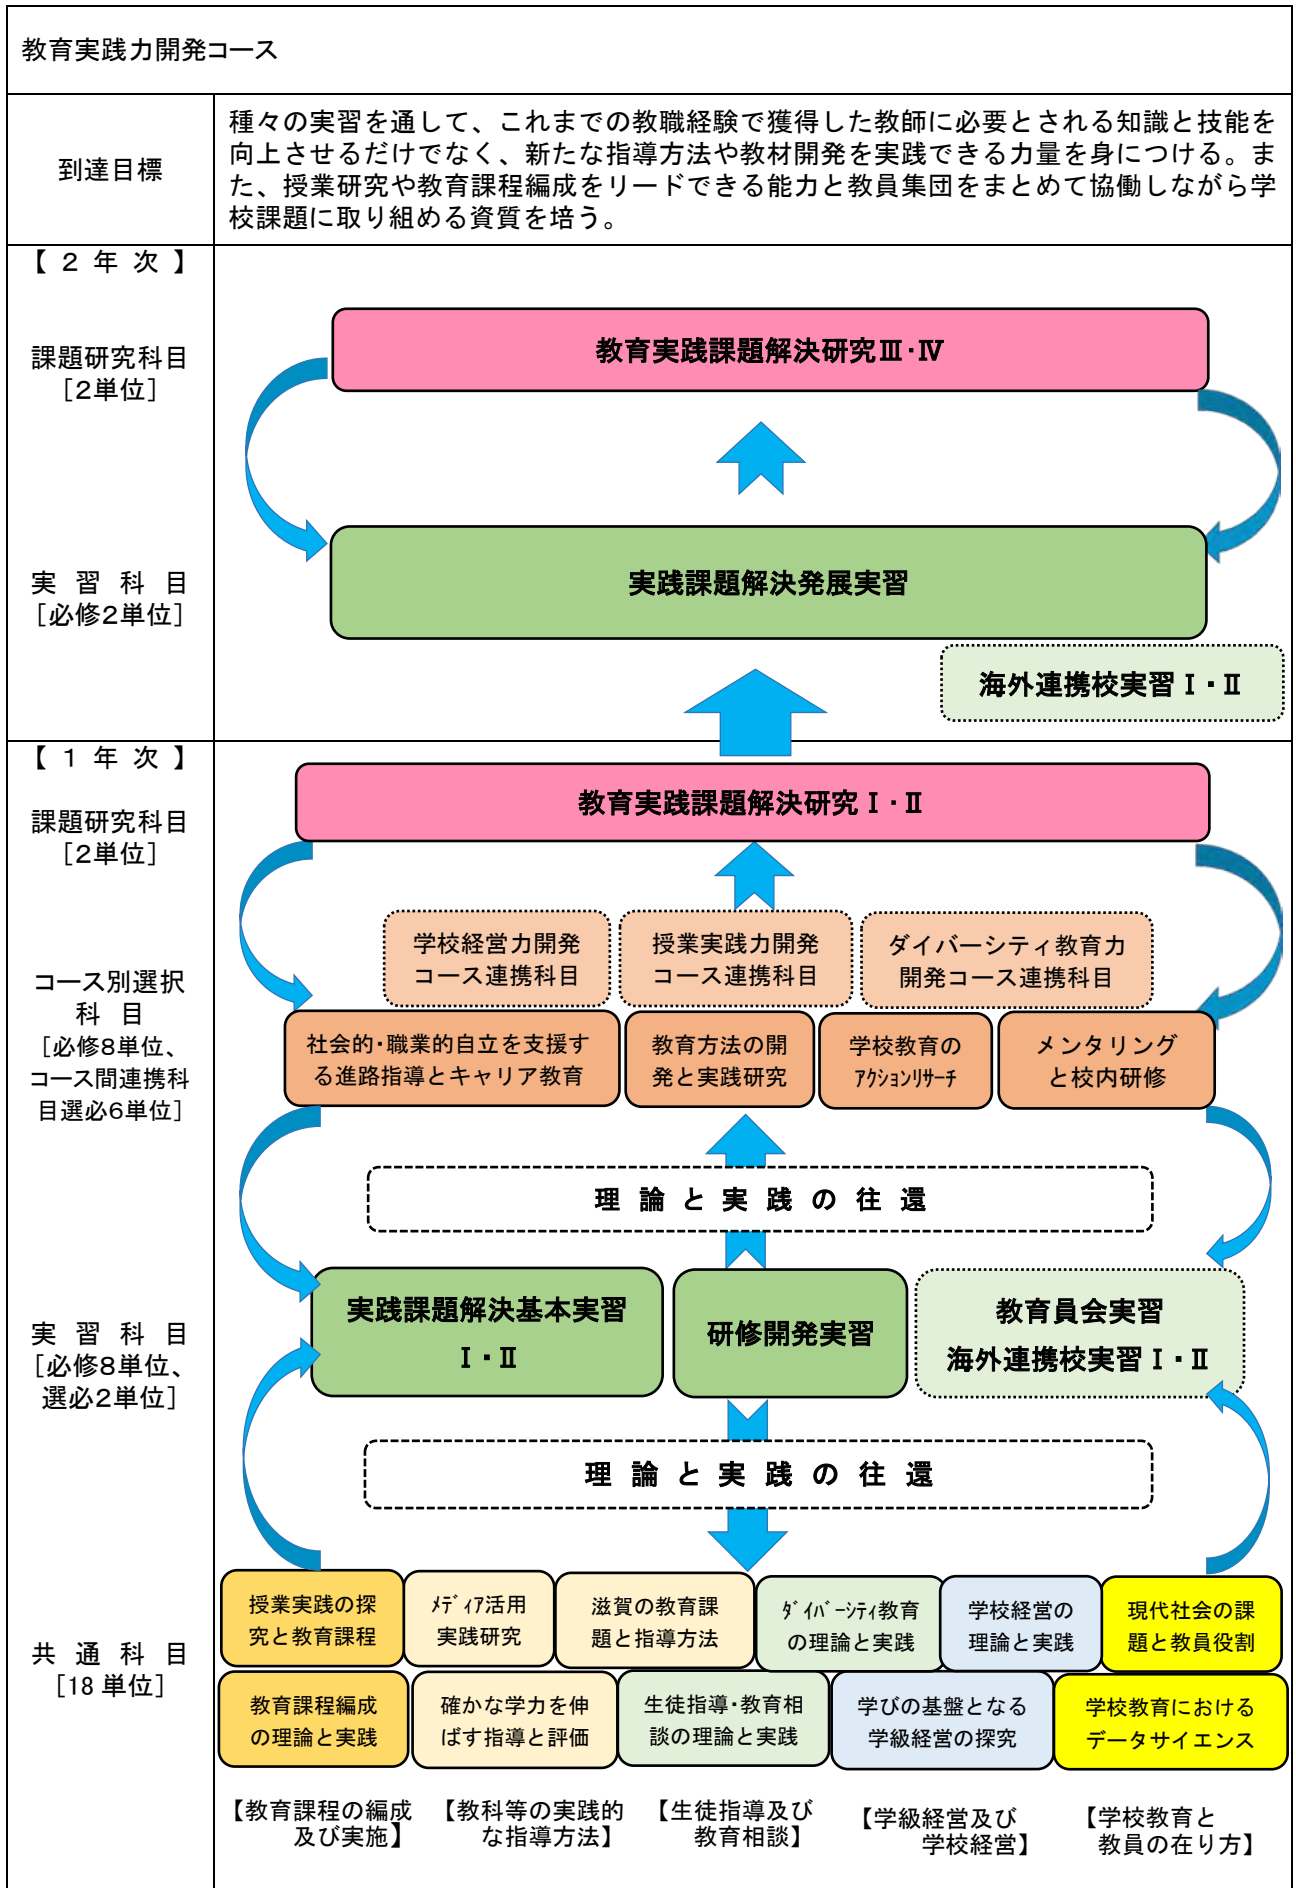 教育実践力開発コース
到達目標
種々の実習を通して、これまでの教職経験で獲得した教師に必要とされる知識と技能を
向上させるだけでなく、新たな指導方法や教材開発を実践できる力量を身につける。ま
た、授業研究や教育課程編成をリードできる能力と教員集団をまとめて協働しながら学
校課題に取り組める資質を培う。
【２年次】
課題研究科目
［2単位］
教育実践課題解決研究Ⅲ・Ⅳ
実習科目
［必修2単位］
実践課題解決発展実習
海外連携校実習Ⅰ・Ⅱ
【１年次】
課題研究科目
［2単位］
教育実践課題解決研究Ⅰ・Ⅱ
コース別選択
科目
［必修8単位、
コース間連携科
目選必6単位］
学校経営力開発
コース連携科目
授業実践力開発
コース連携科目
ダイバーシティ教育力
開発コース連携科目
社会的・職業的自立を支援す
る進路指導とキャリア教育
教育方法の開
発と実践研究
学校教育の
ｱｸｼｮﾝﾘｻｰﾁ
メンタリング
と校内研修
理論と実践の往還
実習科目
［必修8単位、
選必2単位］
実践課題解決基本実習
Ⅰ・Ⅱ
研修開発実習
教育員会実習
海外連携校実習Ⅰ・Ⅱ
理論と実践の往還
共通科目
［18単位］
授業実践の探
究と教育課程
ﾒﾃﾞｨｱ活用
実践研究
滋賀の教育課
題と指導方法
ﾀﾞｲﾊﾞｰｼﾃｨ教育
の理論と実践
学校経営の
理論と実践
現代社会の課
題と教員役割
教育課程編成
の理論と実践
確かな学力を伸
ばす指導と評価
生徒指導・教育相
談の理論と実践
学びの基盤となる
学級経営の探究
学校教育における
データサイエンス
【教育課程の編成
及び実施】
【教科等の実践的
な指導方法】
【生徒指導及び
教育相談】
【学級経営及び
学校経営】
【学校教育と
教員の在り方】